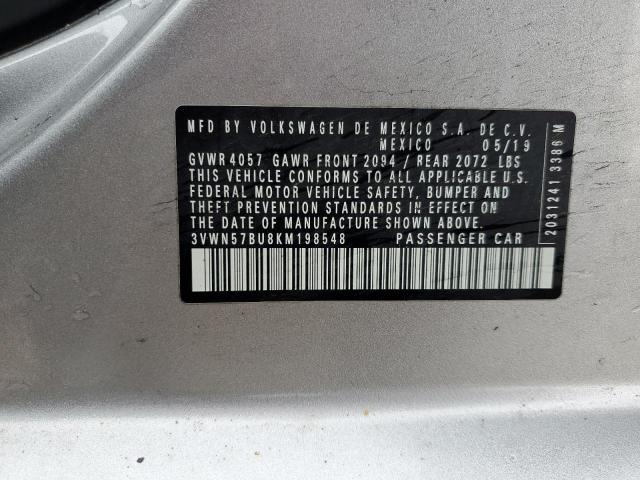 MFD BY VOLKSWAGEN DE MEXICO S.A. DE C.V.
MEXICO 05/19
GVWR 4057 GAWR FRONT 2094 / REAR 2072 LBS
THIS VEHICLE CONFORMS TO ALL APPLICABLE U.S.
FEDERAL MOTOR VEHICLE SAFETY, BUMPER AND
THEFT PREVENTION STANDARDS IN EFFECT ON THE
DATE OF MANUFACTURE SHOWN ABOVE.
3VWN57BU8KM198548 PASSENGER CAR
2031241 3386 M